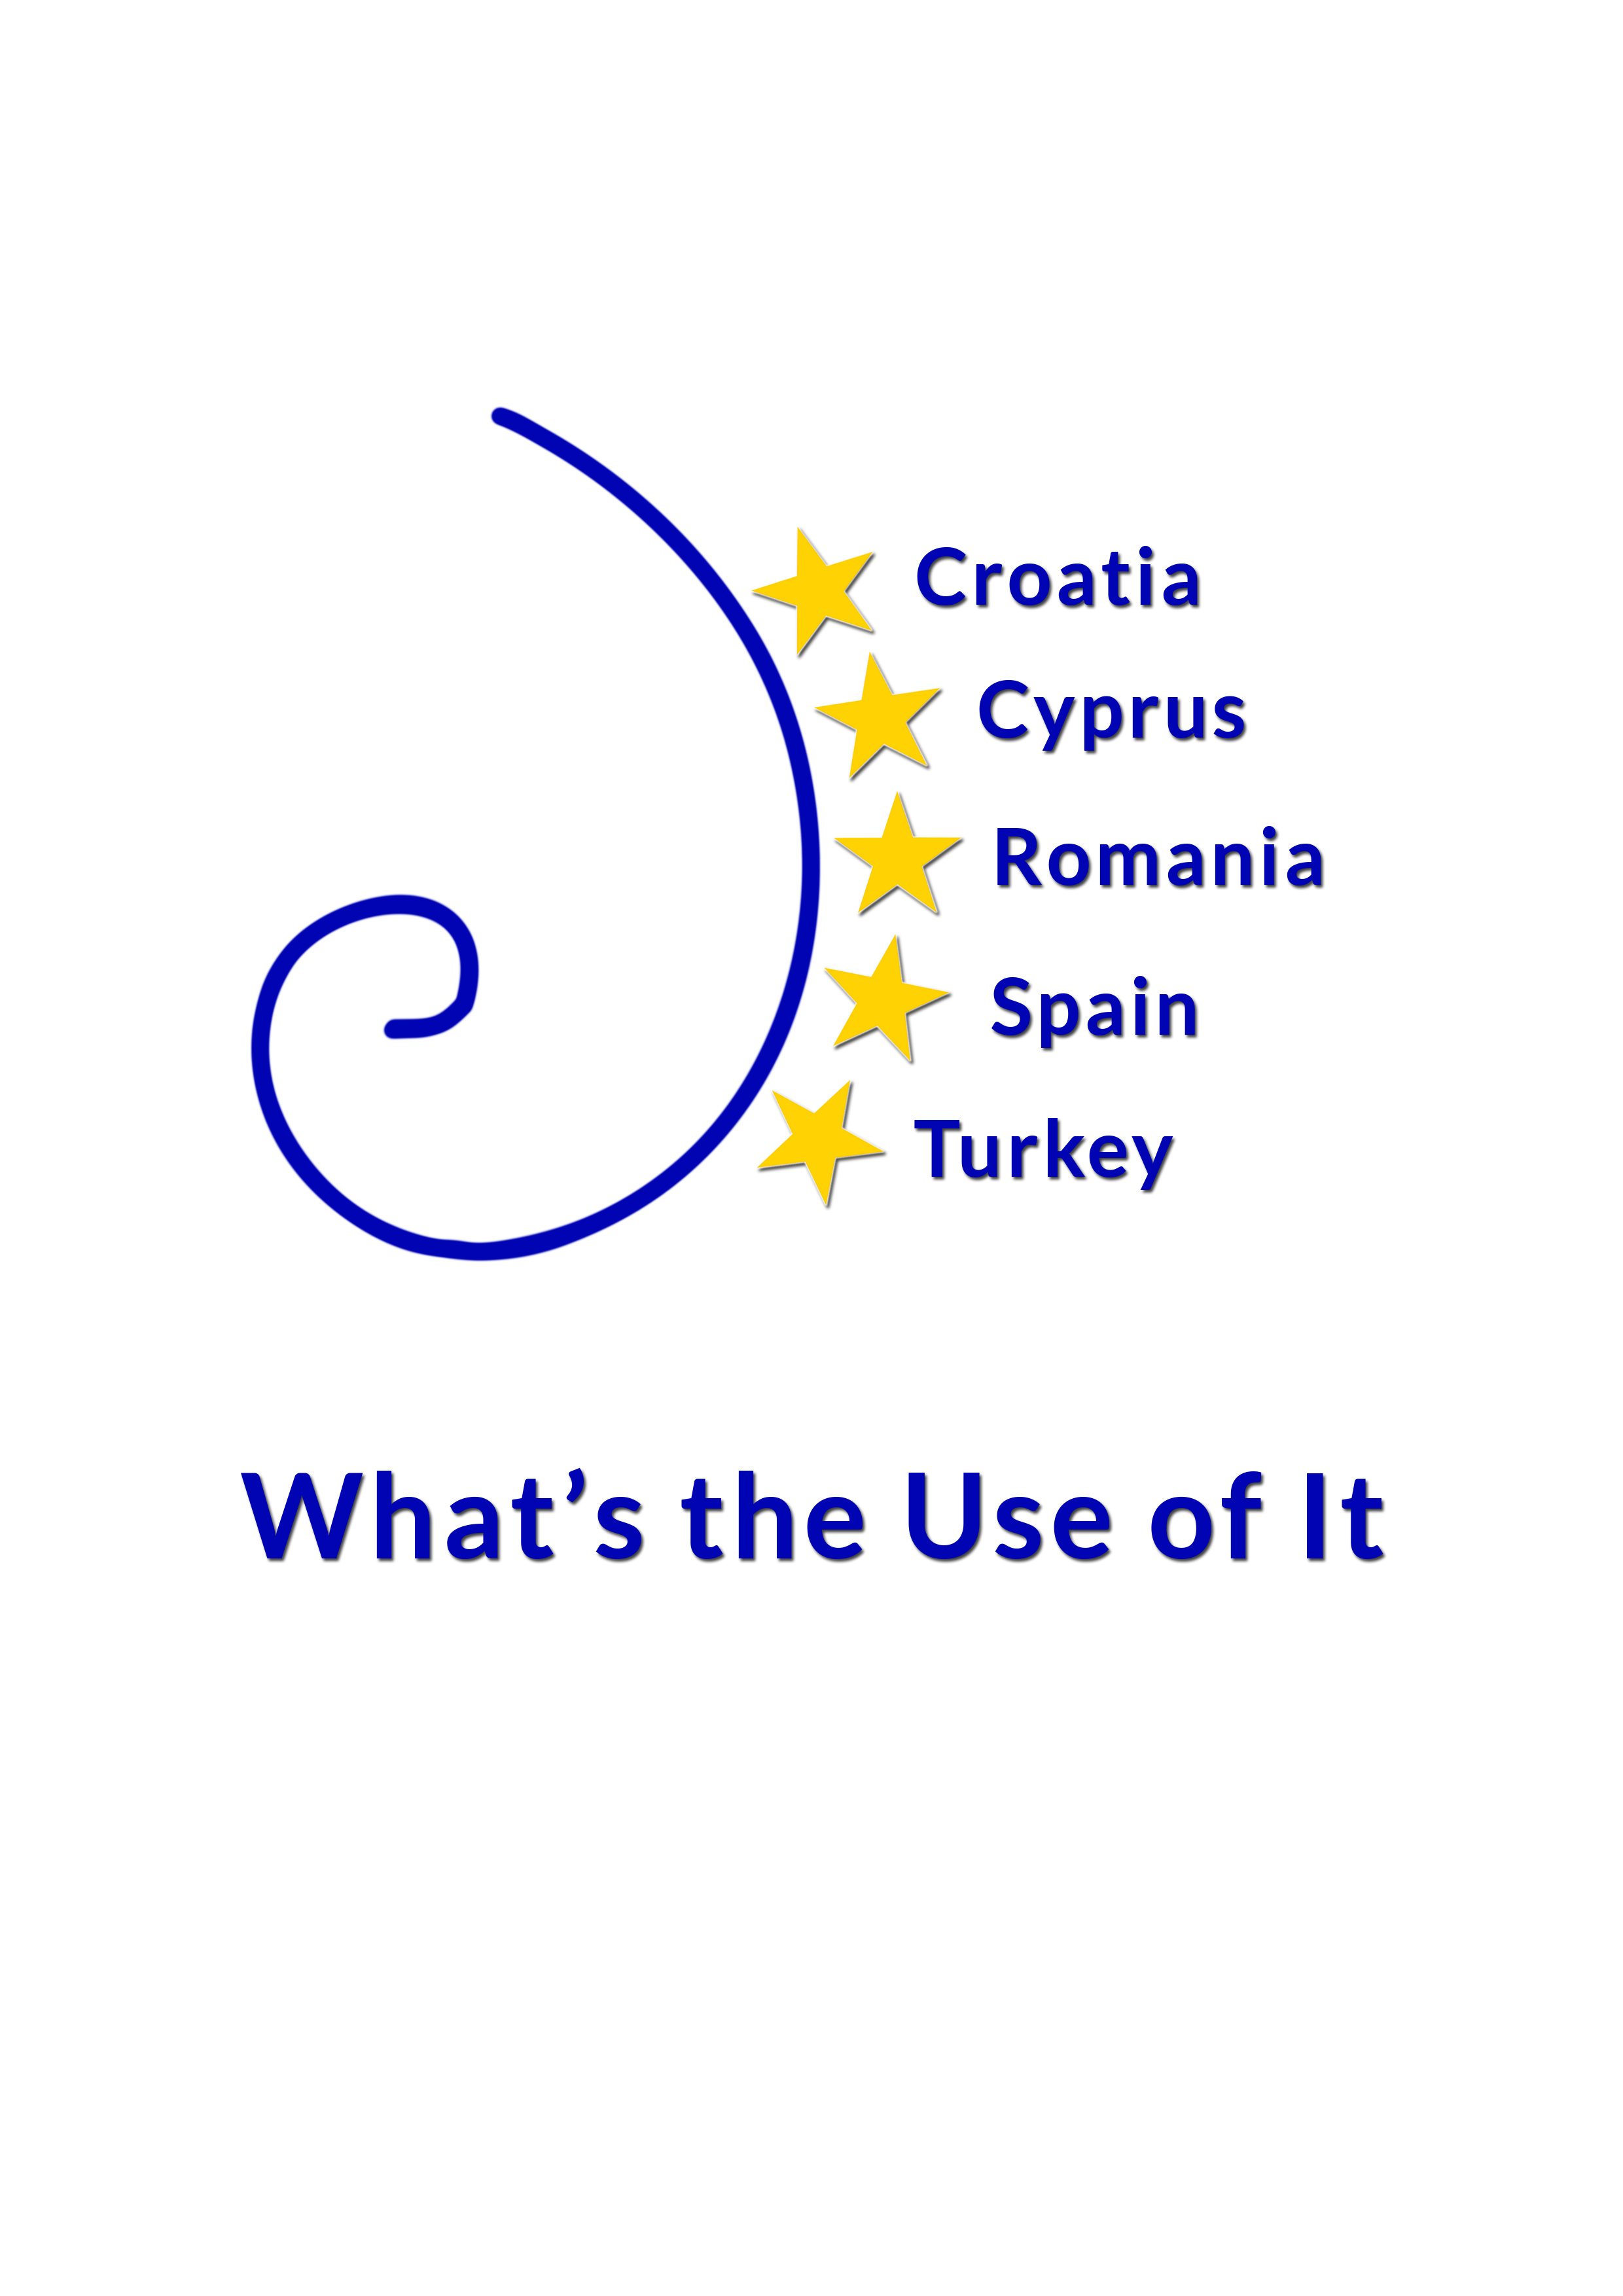 Croatia
Cyprus
Romania
Spain
Turkey
What’s the Use of It